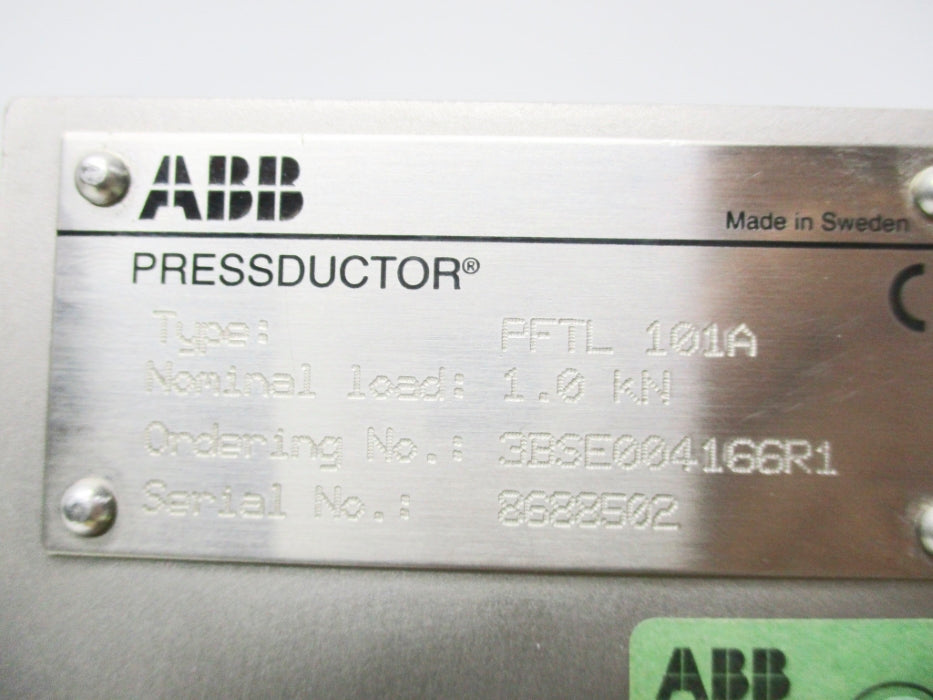 ABB
Made in Sweden
PRESSDUCTOR®
Type: PFTL 101A
Nominal load: 1.0 kN
Ordering No.: 3BSE004166R1
Serial No.: 8688502
ABB